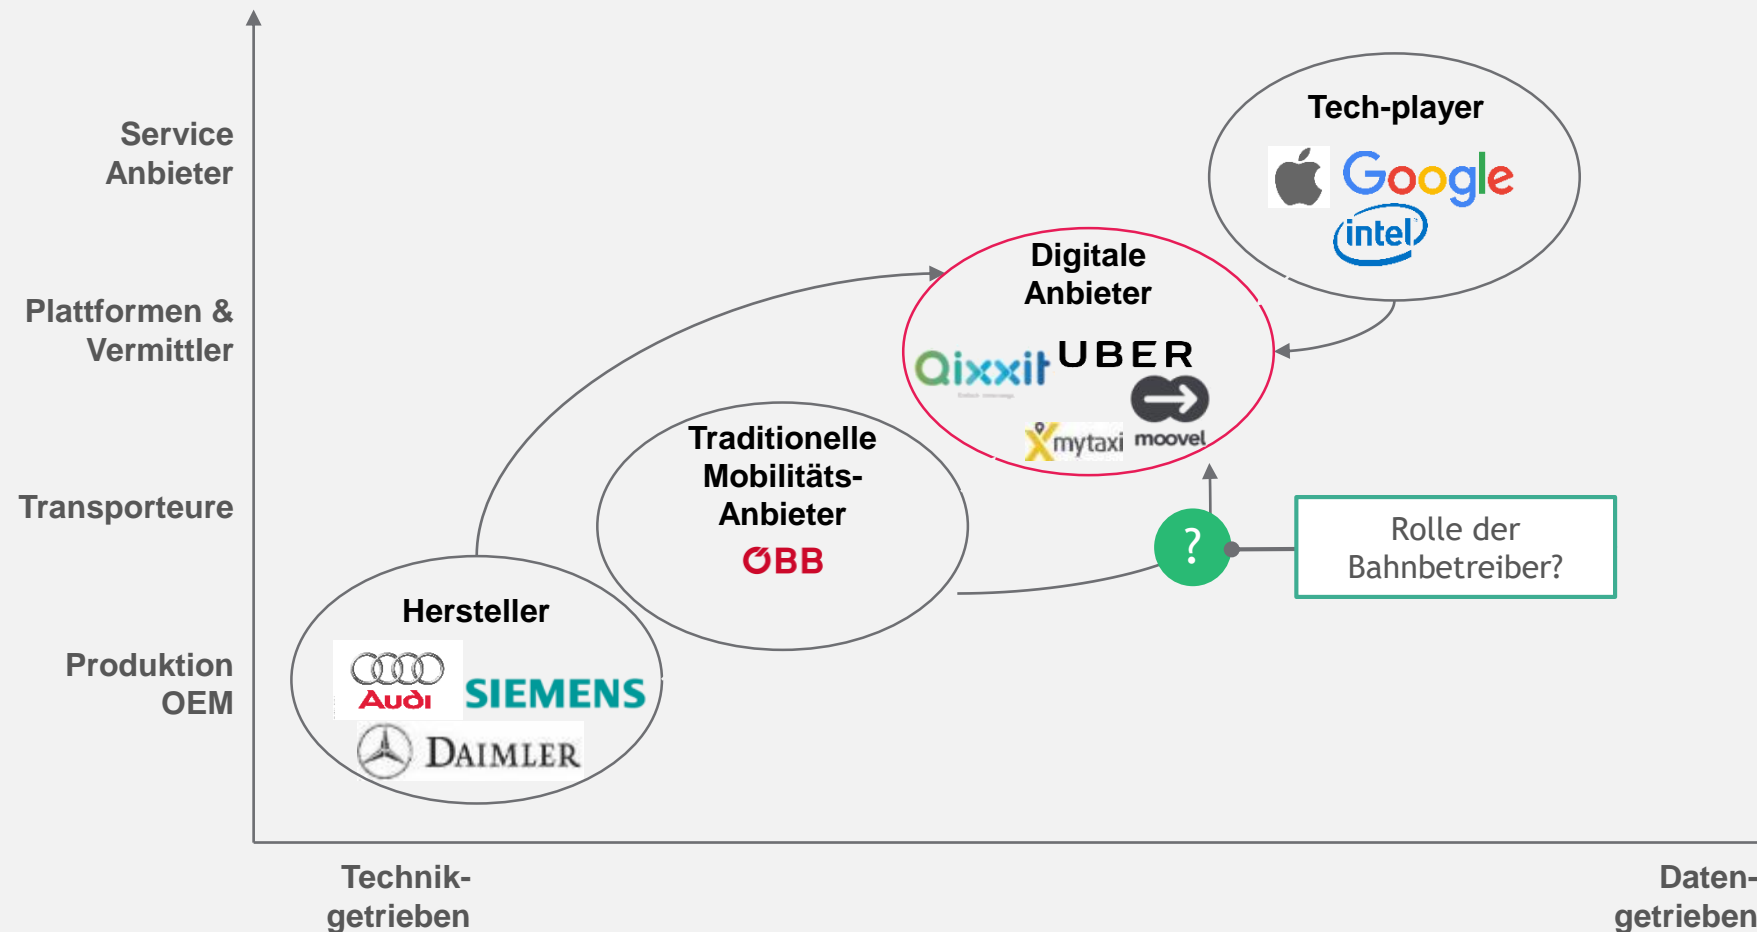 Service
Anbieter
Plattformen &
Vermittler
Transporteure
Produktion
OEM
Tech-player
Google
intel
Digitale
Anbieter
Qixxit
UBER
mytaxi
moovel
Traditionelle
Mobilitäts-
Anbieter
ÖBB
?
Rolle der
Bahnbetreiber?
Hersteller
Audi
SIEMENS
DAIMLER
Technik-
getrieben
Daten-
getrieben